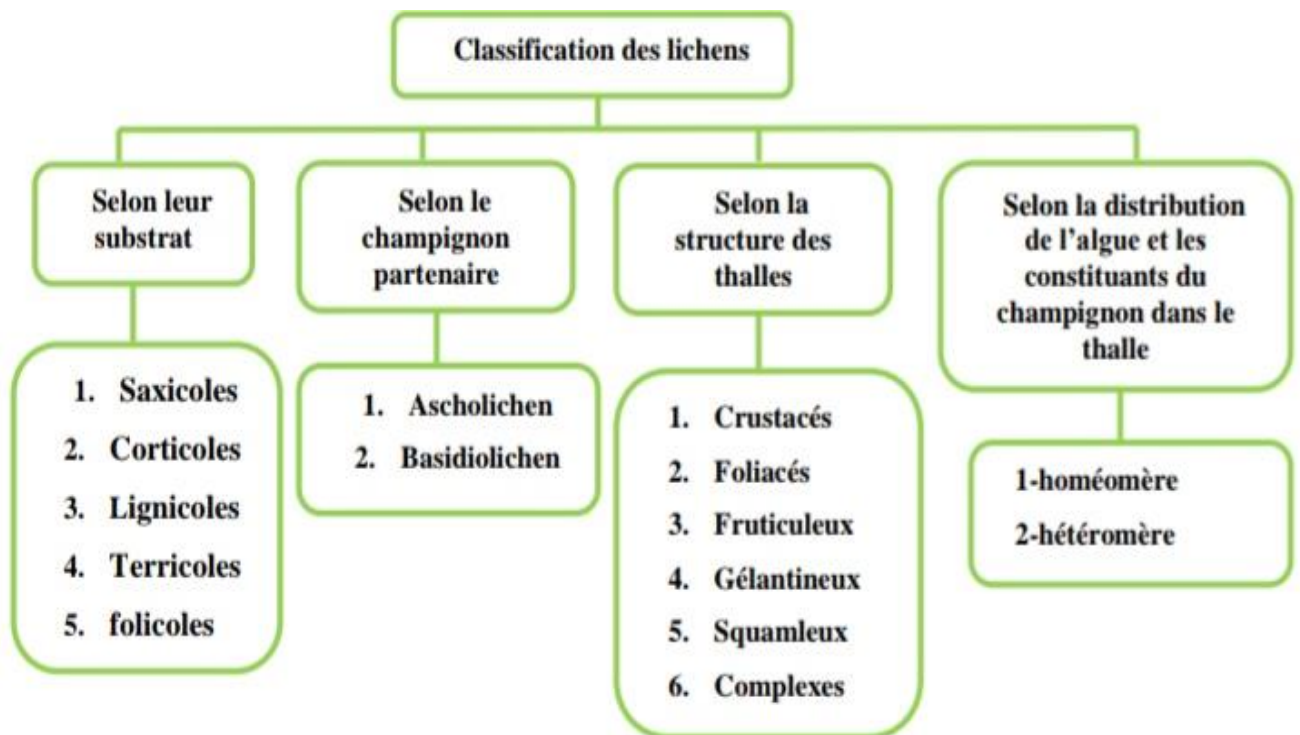 Classification des lichens
Selon leur
substrat
Selon le
champignon
partenaire
Selon la
structure des
thalles
Selon la distribution
de l'algue et les
constituants du
champignon dans le
thalle
1. Saxicoles
2. Corticoles
3. Lignicoles
4. Terricoles
5. folicoles
1. Ascholichen
2. Basidiolichen
1. Crustacés
2. Foliacés
3. Fruticuleux
4. Gélantineux
5. Squamleux
6. Complexes
1-homéomère
2-hétéromère